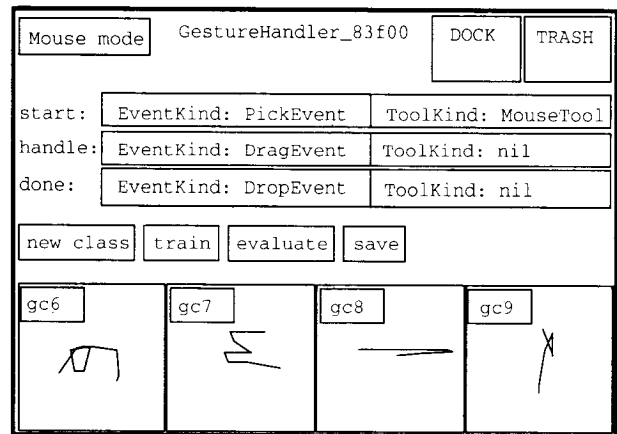 Mouse mode GestureHandler_83f00 DOCK TRASH
start: EventKind: PickEvent ToolKind: MouseTool
handle: EventKind: DragEvent ToolKind: nil
done: EventKind: DropEvent ToolKind: nil
new class train evaluate save
gc6 gc7 gc8 gc9